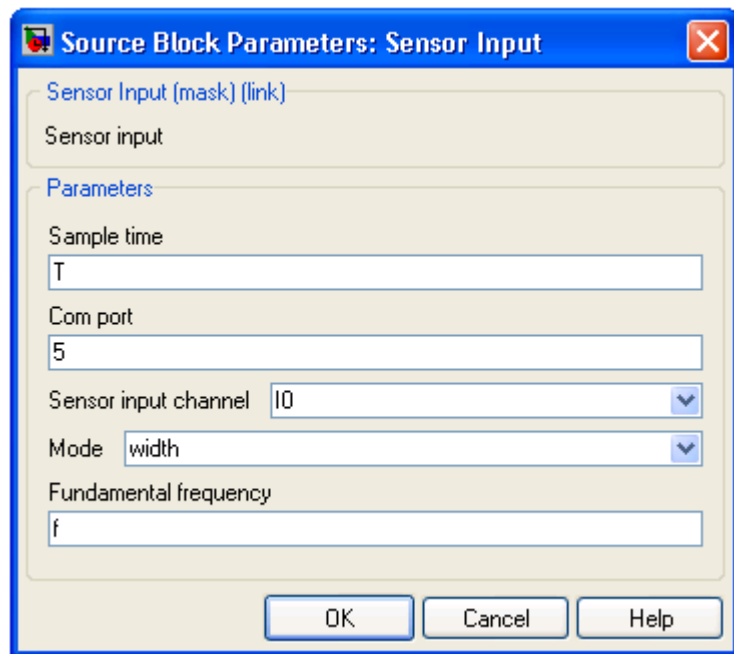 Source Block Parameters: Sensor Input
Sensor Input (mask) (link)
Sensor input
Parameters
Sample time
T
Com port
5
Sensor input channel I0
Mode width
Fundamental frequency
f
OK Cancel Help